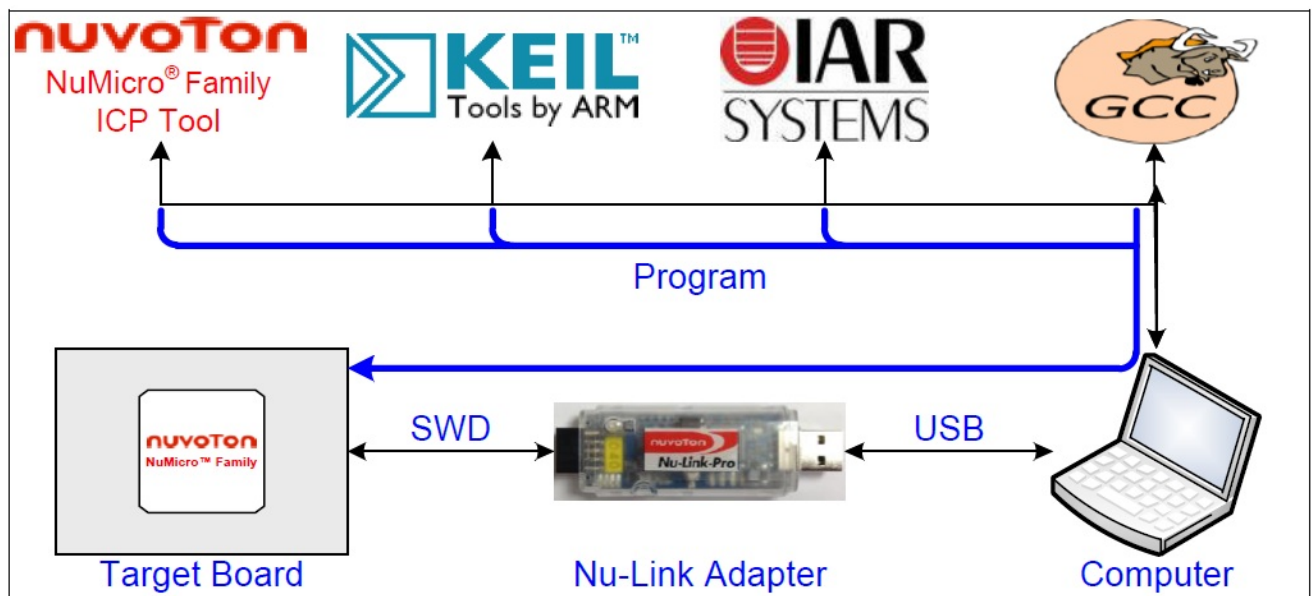 nuvoTon
NuMicro® Family
ICP Tool
KEIL™
Tools by ARM
IAR
SYSTEMS
GCC
Program
nuvoTon
NuMicro™ Family
SWD
nuvoTon
Nu-Link-Pro
USB
Target Board
Nu-Link Adapter
Computer